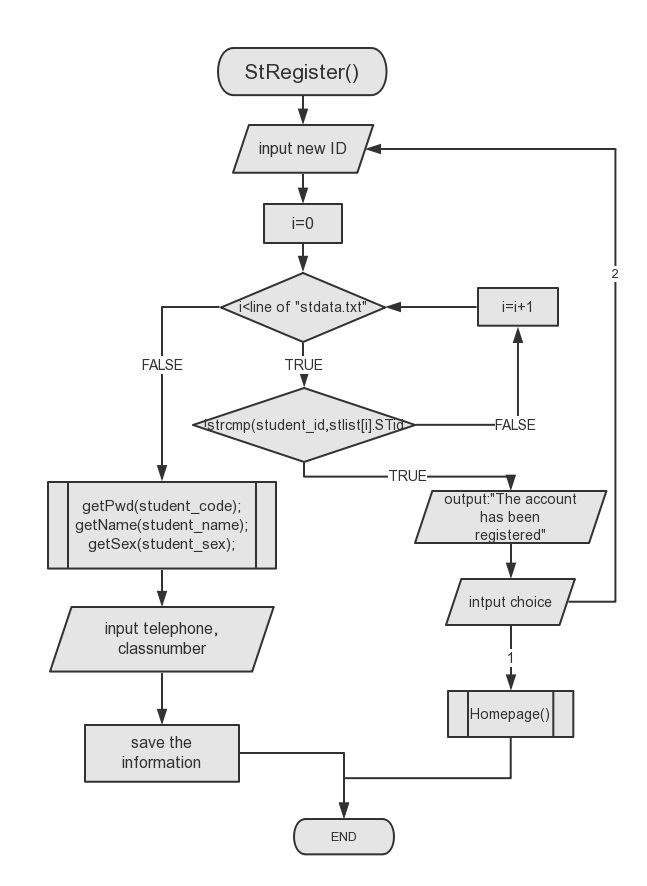 StRegister()
input new ID
i=0
i<line of "stdata.txt"
i=i+1
2
FALSE
TRUE
!strcmp(student_id,stlist[i].STid
FALSE
TRUE
getPwd(student_code);
getName(student_name);
getSex(student_sex);
output:"The account
has been
registered"
intput choice
input telephone,
classnumber
1
Homepage()
save the
information
END